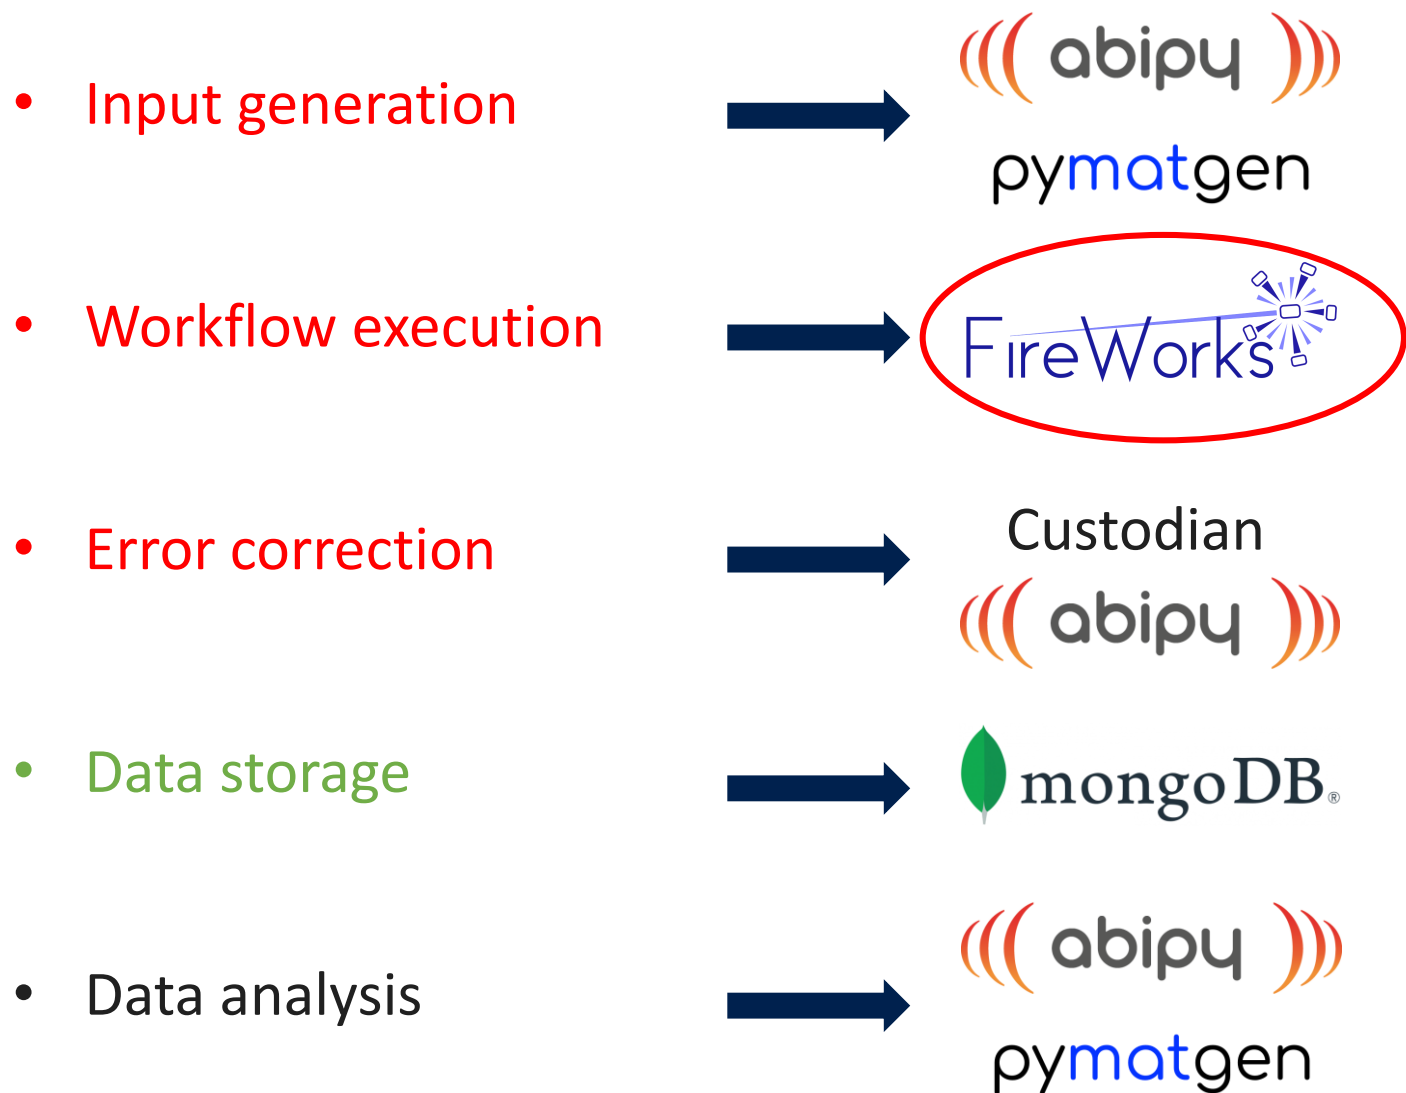 • Input generation
abipy
pymatgen
• Workflow execution
FireWorks
• Error correction
Custodian
abipy
• Data storage
mongoDB®
• Data analysis
abipy
pymatgen